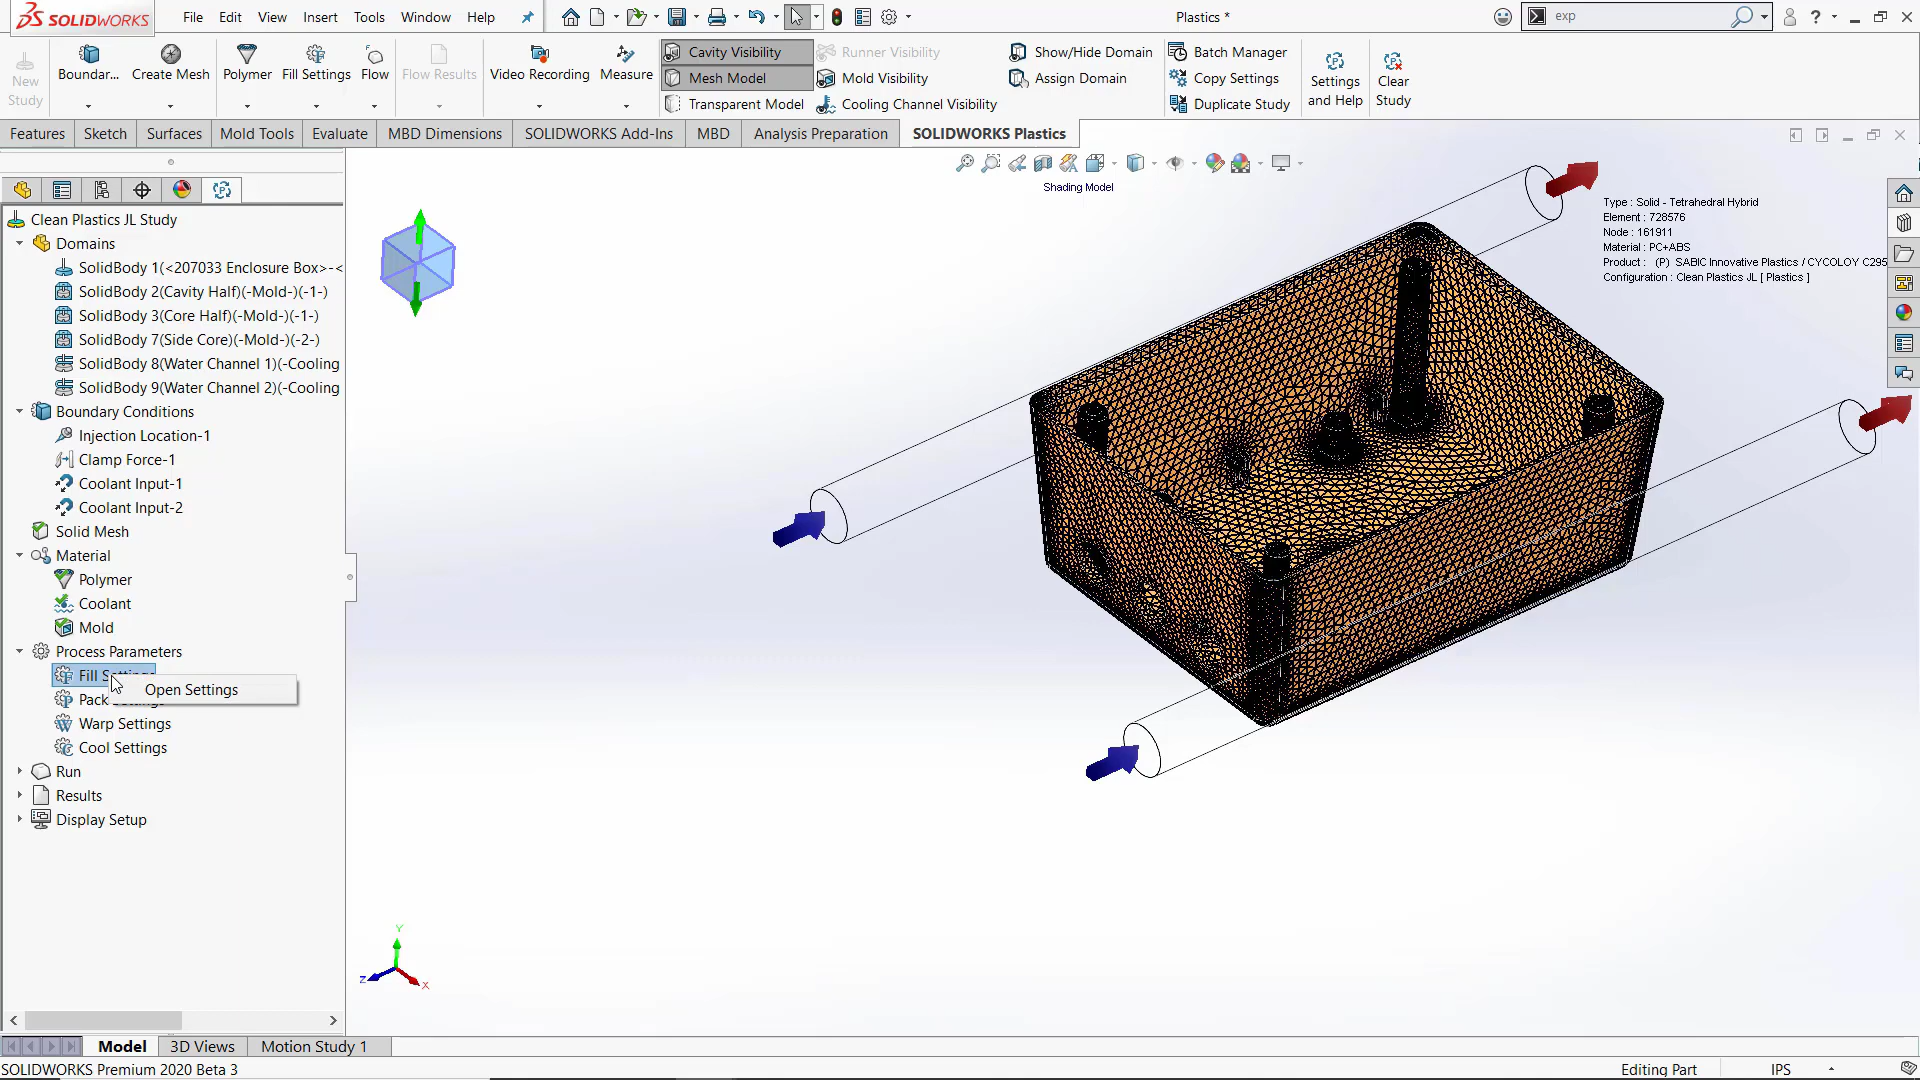 SOLIDWORKS
File Edit View Insert Tools Window Help
Plastics *
exp
New Study
Boundar...
Create Mesh
Polymer
Fill Settings
Flow
Flow Results
Video Recording
Measure
Cavity Visibility
Mesh Model
Transparent Model
Runner Visibility
Mold Visibility
Cooling Channel Visibility
Show/Hide Domain
Assign Domain
Batch Manager
Copy Settings
Duplicate Study
Settings and Help
Clear Study
Features Sketch Surfaces Mold Tools Evaluate MBD Dimensions SOLIDWORKS Add-Ins MBD Analysis Preparation SOLIDWORKS Plastics
Shading Model
Type : Solid - Tetrahedral Hybrid
Element : 728576
Node : 161911
Material : PC+ABS
Product : (P) SABIC Innovative Plastics / CYCOLOY C295
Configuration : Clean Plastics JL [ Plastics ]
Clean Plastics JL Study
Domains
SolidBody 1(<207033 Enclosure Box>-<
SolidBody 2(Cavity Half)(-Mold-)(-1-)
SolidBody 3(Core Half)(-Mold-)(-1-)
SolidBody 7(Side Core)(-Mold-)(-2-)
SolidBody 8(Water Channel 1)(-Cooling
SolidBody 9(Water Channel 2)(-Cooling
Boundary Conditions
Injection Location-1
Clamp Force-1
Coolant Input-1
Coolant Input-2
Solid Mesh
Material
Polymer
Coolant
Mold
Process Parameters
Fill Settings
Open Settings
Pack Settings
Warp Settings
Cool Settings
Run
Results
Display Setup
Y
Z
X
Model 3D Views Motion Study 1
SOLIDWORKS Premium 2020 Beta 3
Editing Part
IPS